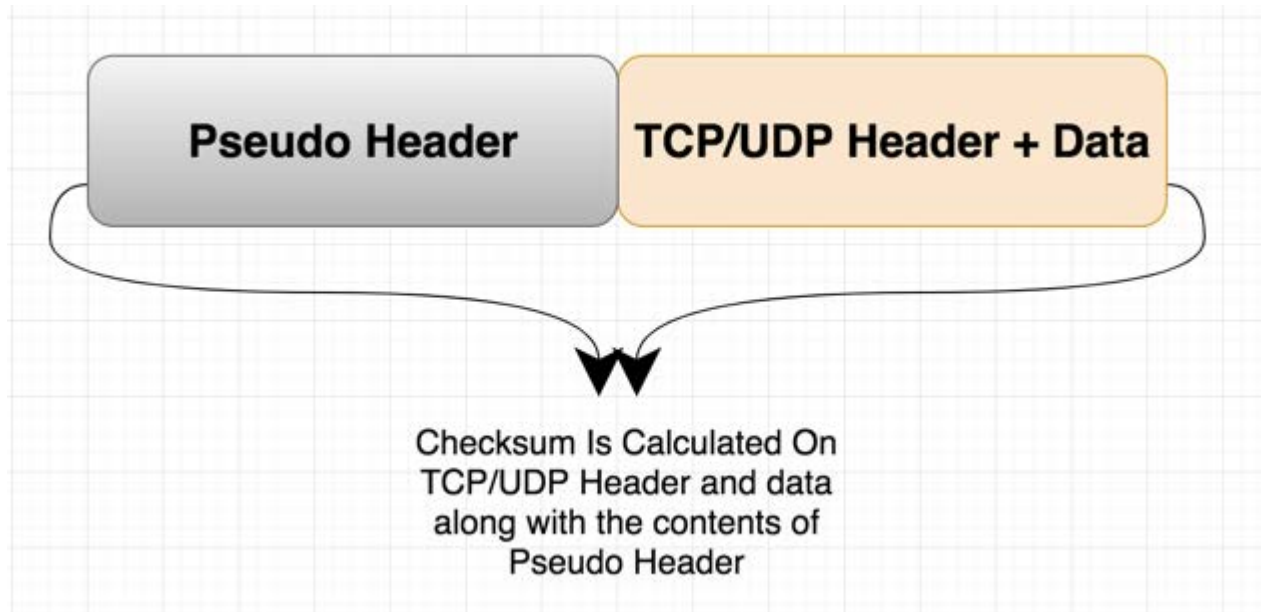 Pseudo Header
TCP/UDP Header + Data
Checksum Is Calculated On
TCP/UDP Header and data
along with the contents of
Pseudo Header